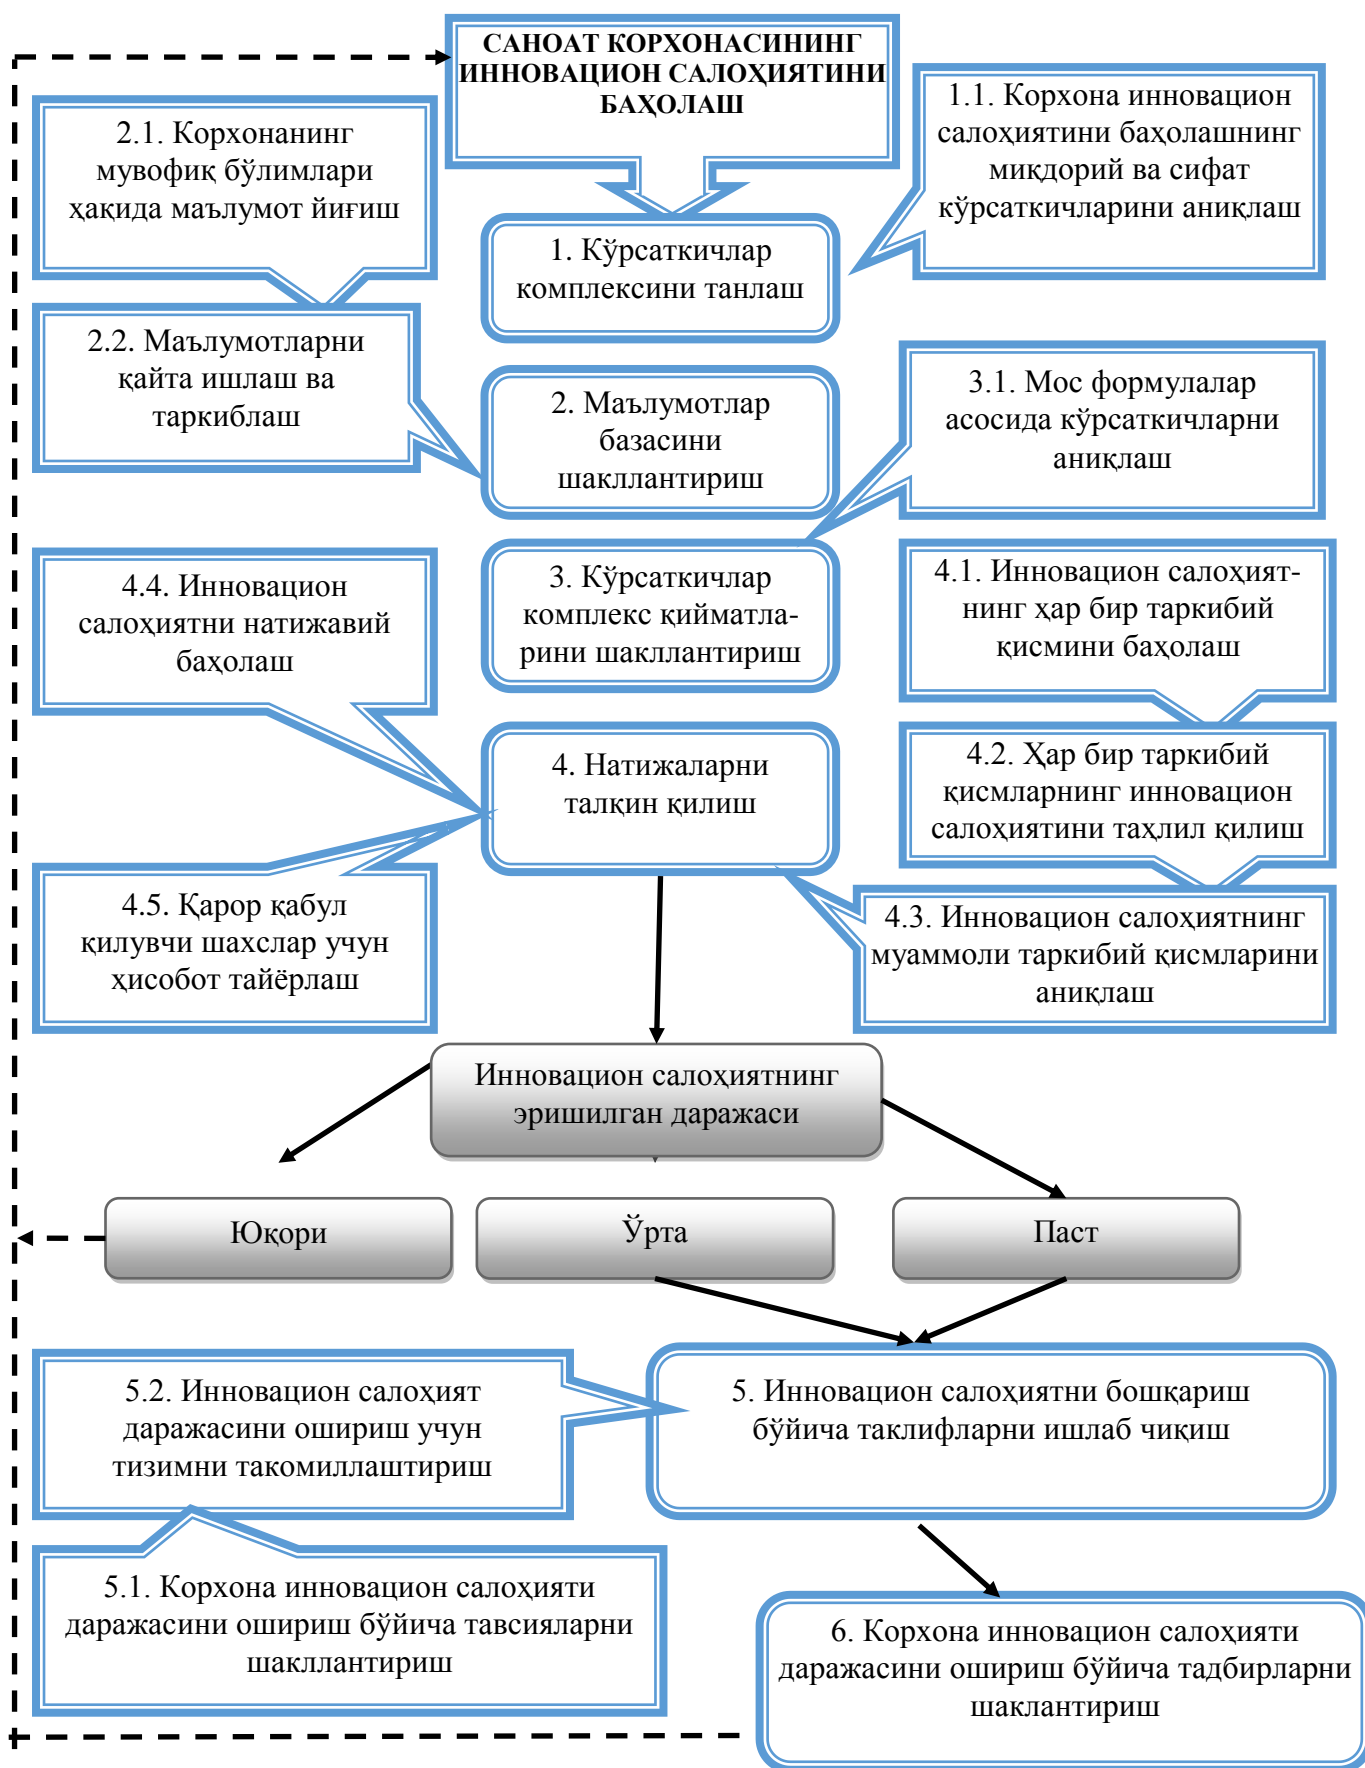 САНОАТ КОРХОНАСИНИНГ
ИННОВАЦИОН САЛОҲИЯТИНИ
БАҲОЛАШ
2.1. Корхонанинг
мувофиқ бўлимлари
ҳақида маълумот йиғиш
1.1. Корхона инновацион
салоҳиятини баҳолашнинг
миқдорий ва сифат
кўрсаткичларини аниқлаш
1. Кўрсаткичлар
комплексини танлаш
2.2. Маълумотларни
қайта ишлаш ва
таркиблаш
2. Маълумотлар
базасини
шакллантириш
3.1. Мос формулалар
асосида кўрсаткичларни
аниқлаш
4.4. Инновацион
салоҳиятни натижавий
баҳолаш
3. Кўрсаткичлар
комплекс қийматла-
рини шакллантириш
4.1. Инновацион салоҳият-
нинг ҳар бир таркибий
қисмини баҳолаш
4. Натижаларни
талқин қилиш
4.2. Ҳар бир таркибий
қисмларнинг инновацион
салоҳиятини таҳлил қилиш
4.5. Қарор қабул
қилувчи шахслар учун
ҳисобот тайёрлаш
4.3. Инновацион салоҳиятнинг
муаммоли таркибий қисмларини
аниқлаш
Инновацион салоҳиятнинг
эришилган даражаси
Юқори
Ўрта
Паст
5.2. Инновацион салоҳият
даражасини ошириш учун
тизимни такомиллаштириш
5. Инновацион салоҳиятни бошқариш
бўйича таклифларни ишлаб чиқиш
5.1. Корхона инновацион салоҳияти
даражасини ошириш бўйича тавсияларни
шакллантириш
6. Корхона инновацион салоҳияти
даражасини ошириш бўйича тадбирларни
шаклантириш